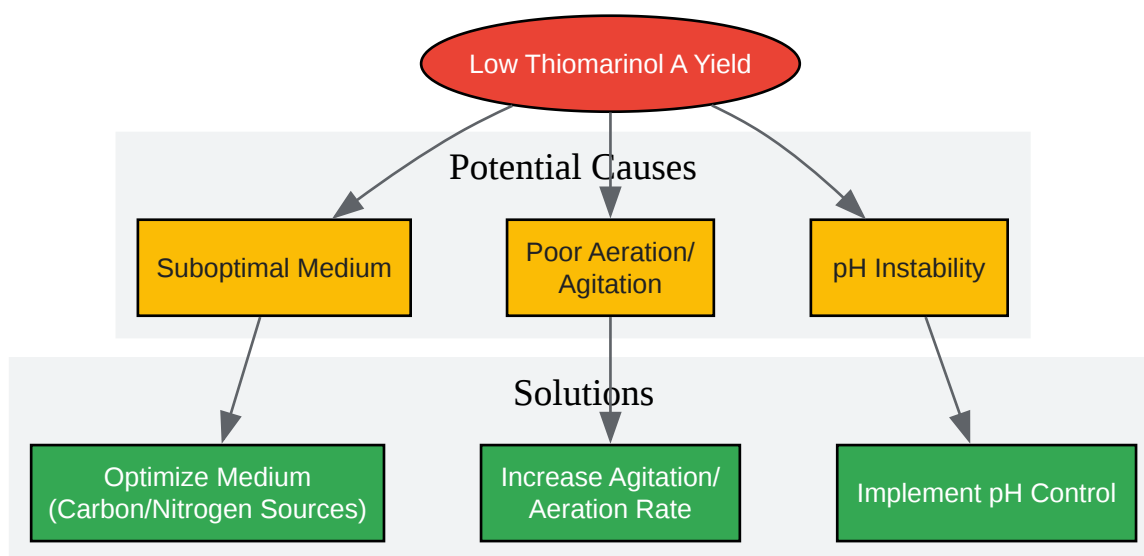 Low Thiomarinol A Yield
Potential Causes
Suboptimal Medium
Poor Aeration/
Agitation
pH Instability
Solutions
Optimize Medium
(Carbon/Nitrogen Sources)
Increase Agitation/
Aeration Rate
Implement pH Control